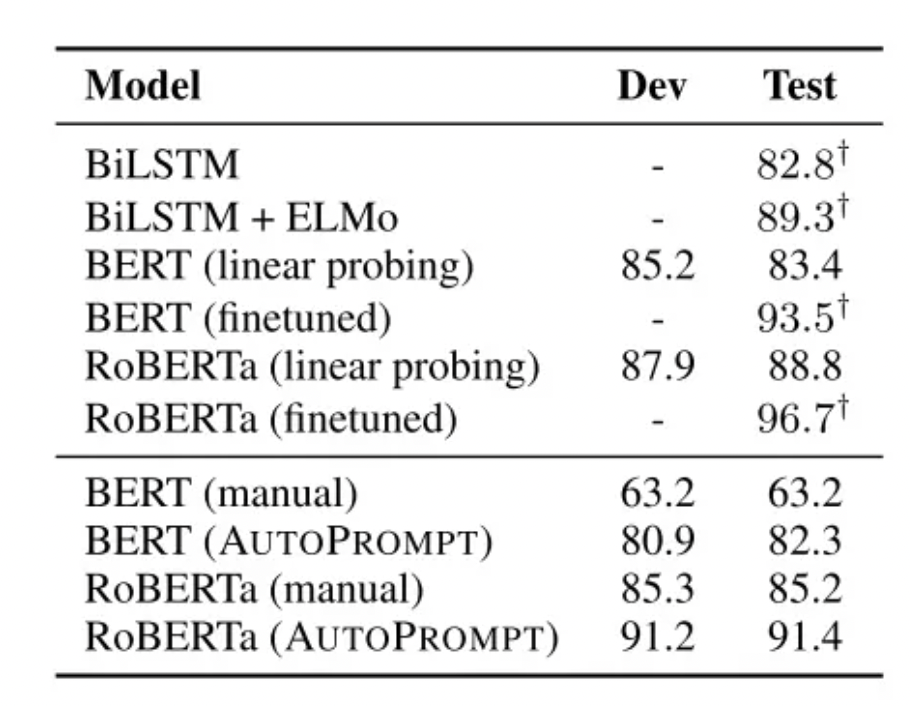 Model Dev Test
BiLSTM - 82.8†
BiLSTM + ELMo - 89.3†
BERT (linear probing) 85.2 83.4
BERT (finetuned) - 93.5†
RoBERTa (linear probing) 87.9 88.8
RoBERTa (finetuned) - 96.7†
BERT (manual) 63.2 63.2
BERT (AUTOPROMPT) 80.9 82.3
RoBERTa (manual) 85.3 85.2
RoBERTa (AUTOPROMPT) 91.2 91.4